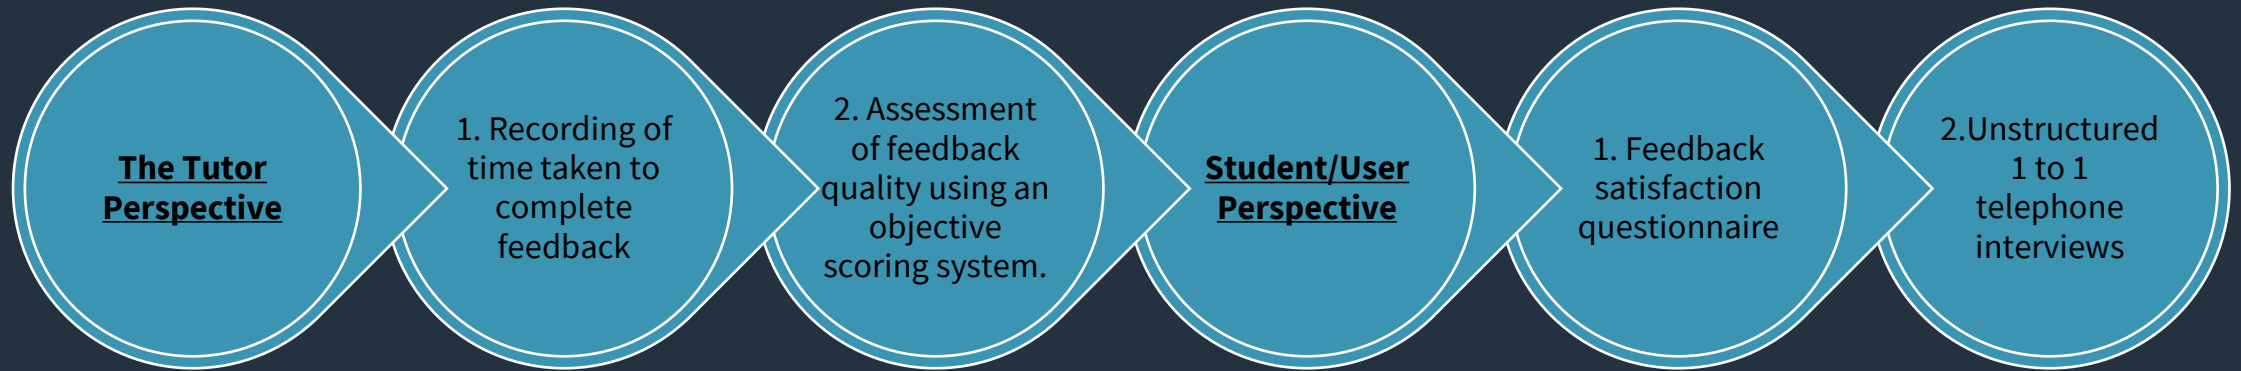 The Tutor
Perspective
1. Recording of
time taken to
complete
feedback
2. Assessment
of feedback
quality using an
objective
scoring system.
Student/User
Perspective
1. Feedback
satisfaction
questionnaire
2.Unstructured
1 to 1
telephone
interviews